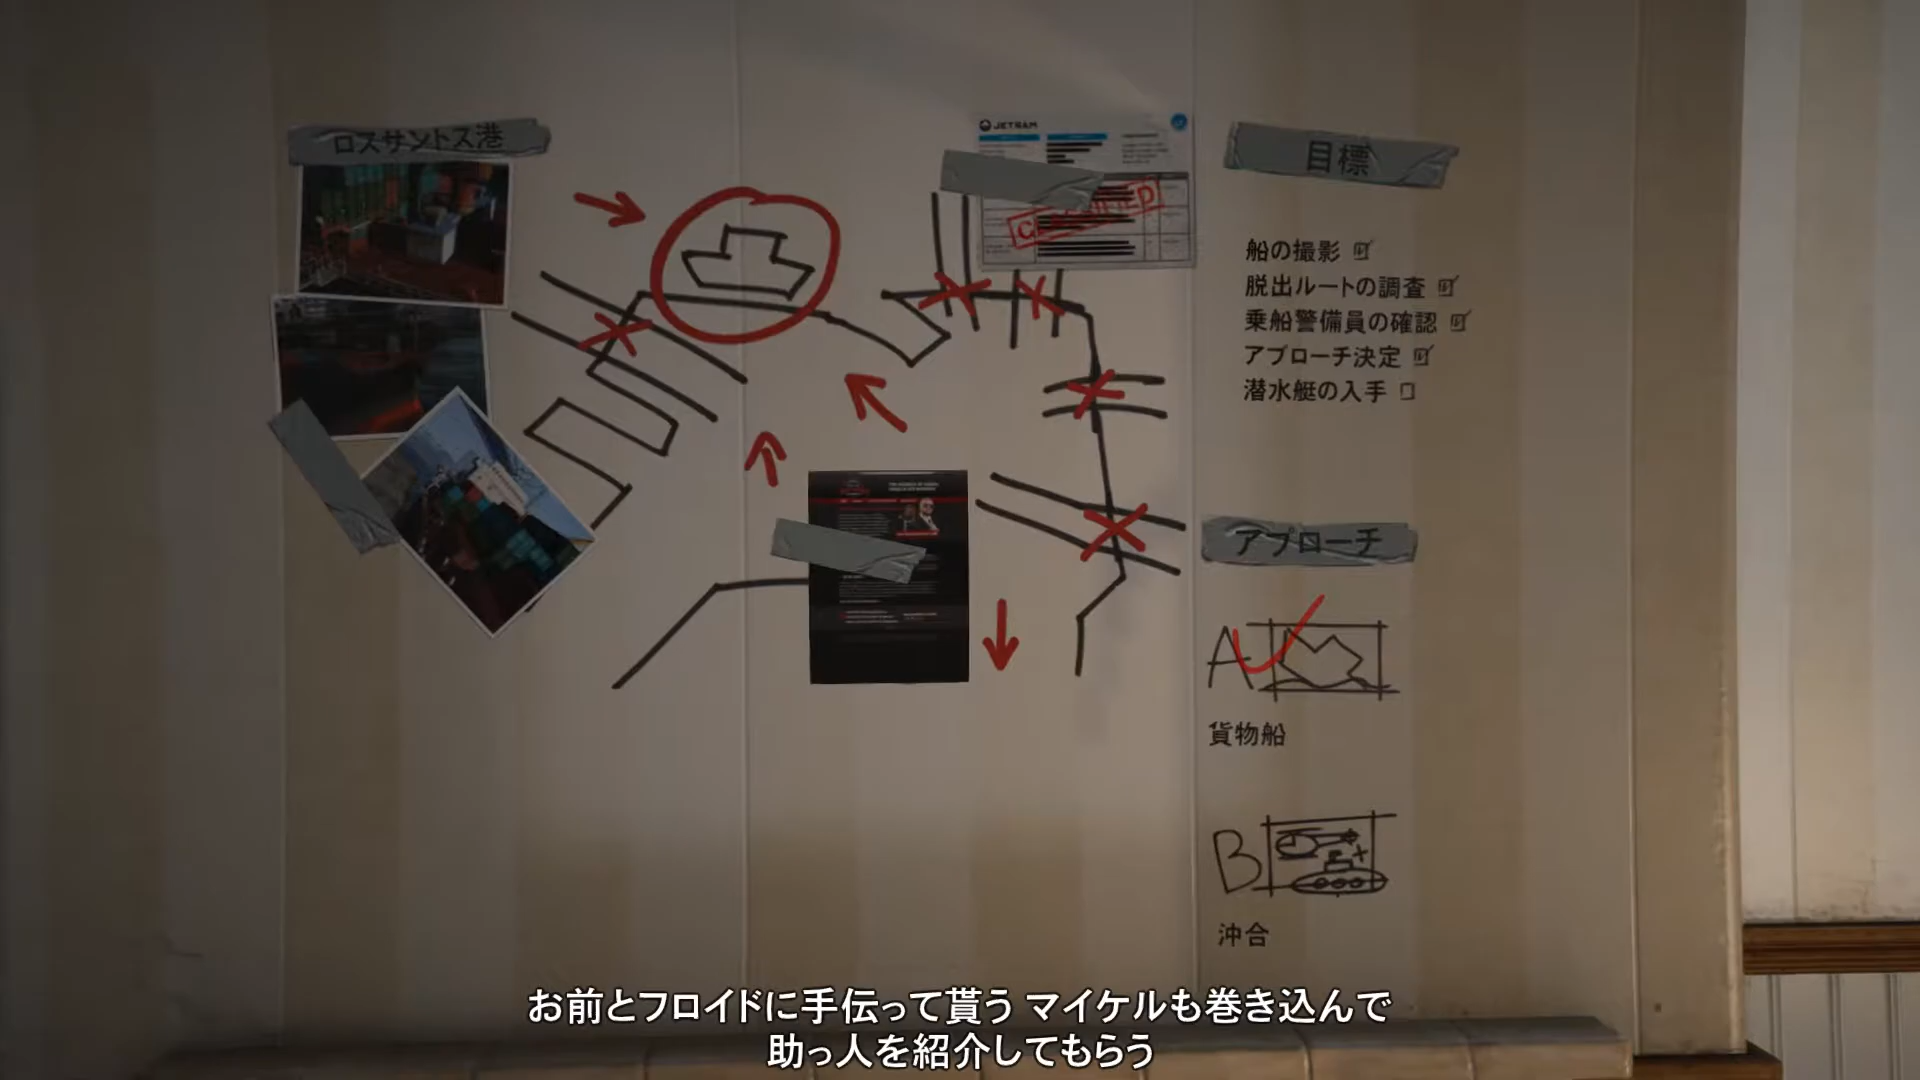 ロスサントス港
JETSAM
CLASSIFIED
目標
船の撮影
脱出ルートの調査
乗船警備員の確認
アプローチ決定
潜水艇の入手
アプローチ
A
貨物船
B
沖合
お前とフロイドに手伝って貰う マイケルも巻き込んで
助っ人を紹介してもらう